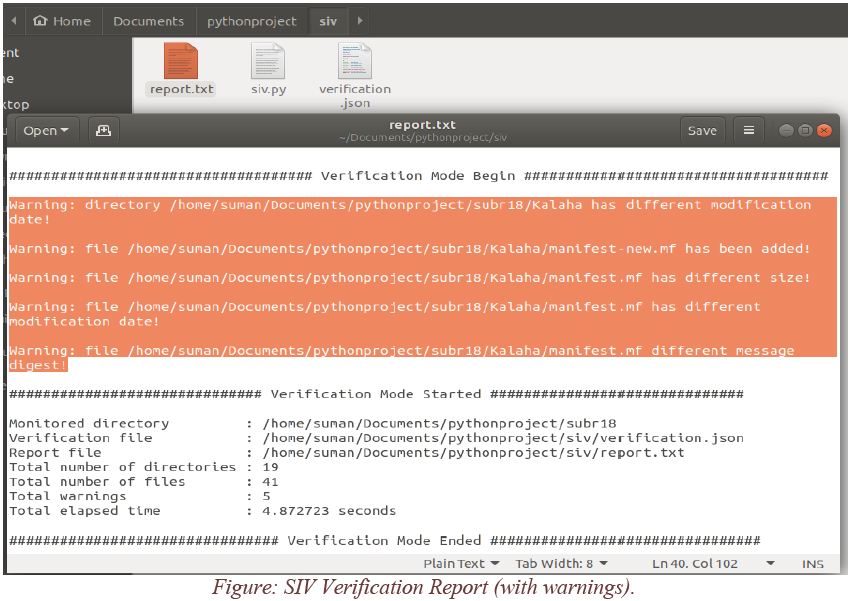 Home Documents pythonproject siv
ent
ne
ktop
report.txt siv.py verification
.json
Open report.txt Save
~/Documents/pythonproject/siv
################################### Verification Mode Begin ####################################
Warning: directory /home/suman/Documents/pythonproject/subr18/Kalaha has different modification
date!
Warning: file /home/suman/Documents/pythonproject/subr18/Kalaha/manifest-new.mf has been added!
Warning: file /home/suman/Documents/pythonproject/subr18/Kalaha/manifest.mf has different size!
Warning: file /home/suman/Documents/pythonproject/subr18/Kalaha/manifest.mf has different
modification date!
Warning: file /home/suman/Documents/pythonproject/subr18/Kalaha/manifest.mf different message
digest!
############################## Verification Mode Started ##############################
Monitored directory : /home/suman/Documents/pythonproject/subr18
Verification file : /home/suman/Documents/pythonproject/siv/verification.json
Report file : /home/suman/Documents/pythonproject/siv/report.txt
Total number of directories : 19
Total number of files : 41
Total warnings : 5
Total elapsed time : 4.872723 seconds
################################ Verification Mode Ended ################################
Plain Text Tab Width: 8 Ln 40, Col 102 INS
Figure: SIV Verification Report (with warnings).